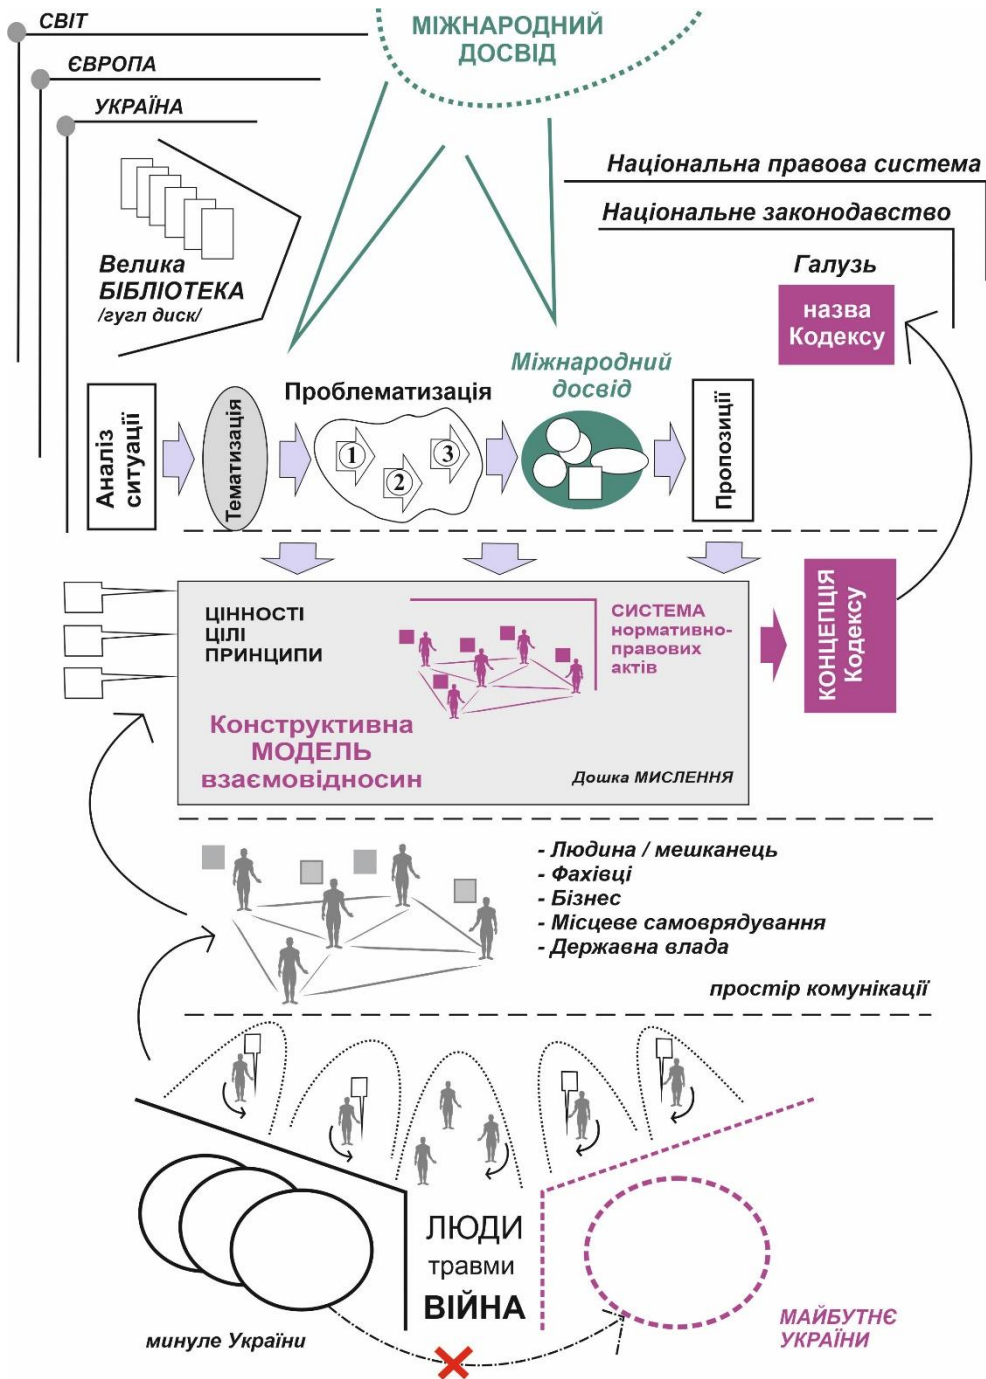 СВІТ
ЄВРОПА
УКРАЇНА
МІЖНАРОДНИЙ
ДОСВІД
Велика
БІБЛІОТЕКА
/гугл диск/
Національна правова система
Національне законодавство
Галузь
назва
Кодексу
Аналіз
ситуації
Тематизація
Проблематизація
1
2
3
Міжнародний
досвід
Пропозиції
ЦІННОСТІ
ЦІЛІ
ПРИНЦИПИ
СИСТЕМА
нормативно-
правових
актів
Конструктивна
МОДЕЛЬ
взаємовідносин
Дошка МИСЛЕННЯ
КОНЦЕПЦІЯ
Кодексу
- Людина / мешканець
- Фахівці
- Бізнес
- Місцеве самоврядування
- Державна влада
простір комунікації
ЛЮДИ
травми
ВІЙНА
минуле України
МАЙБУТНЄ
УКРАЇНИ